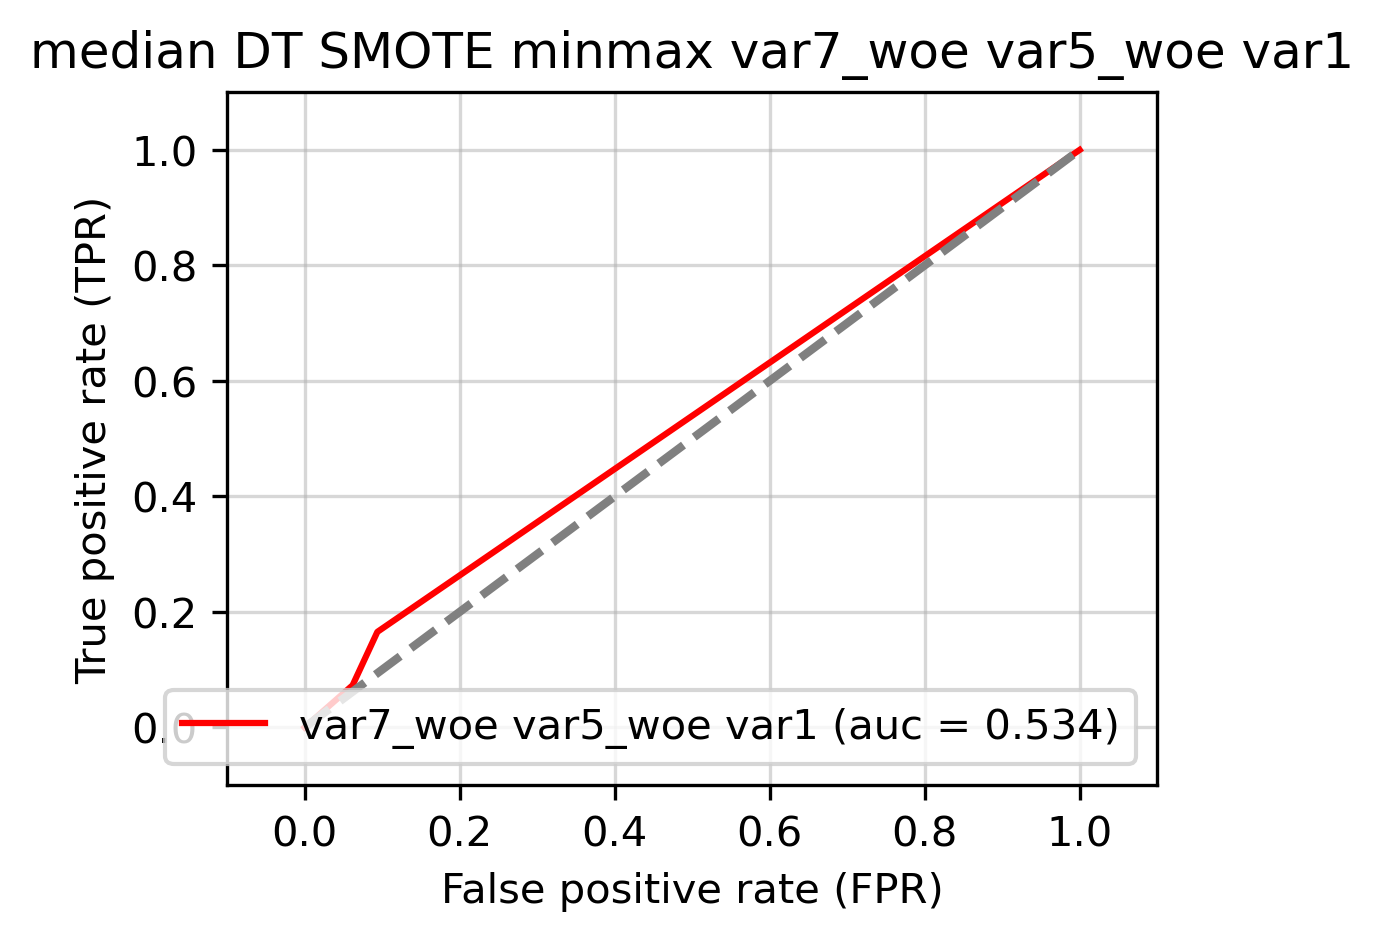 median DT SMOTE minmax var7_woe var5_woe var1
True positive rate (TPR)
1.0
0.8
0.6
0.4
0.2
0.0
var7_woe var5_woe var1 (auc = 0.534)
0.0 0.2 0.4 0.6 0.8 1.0
False positive rate (FPR)